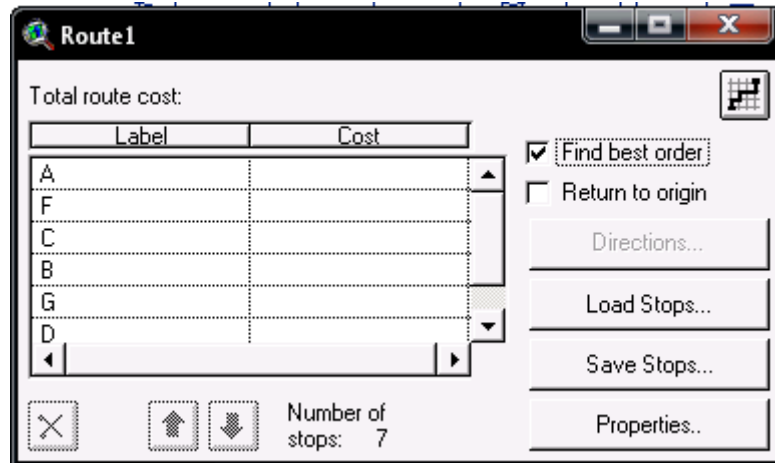 Route1
Total route cost:
Label Cost
A
F
C
B
G
D
Find best order
Return to origin
Directions...
Load Stops...
Save Stops...
Properties..
Number of
stops: 7